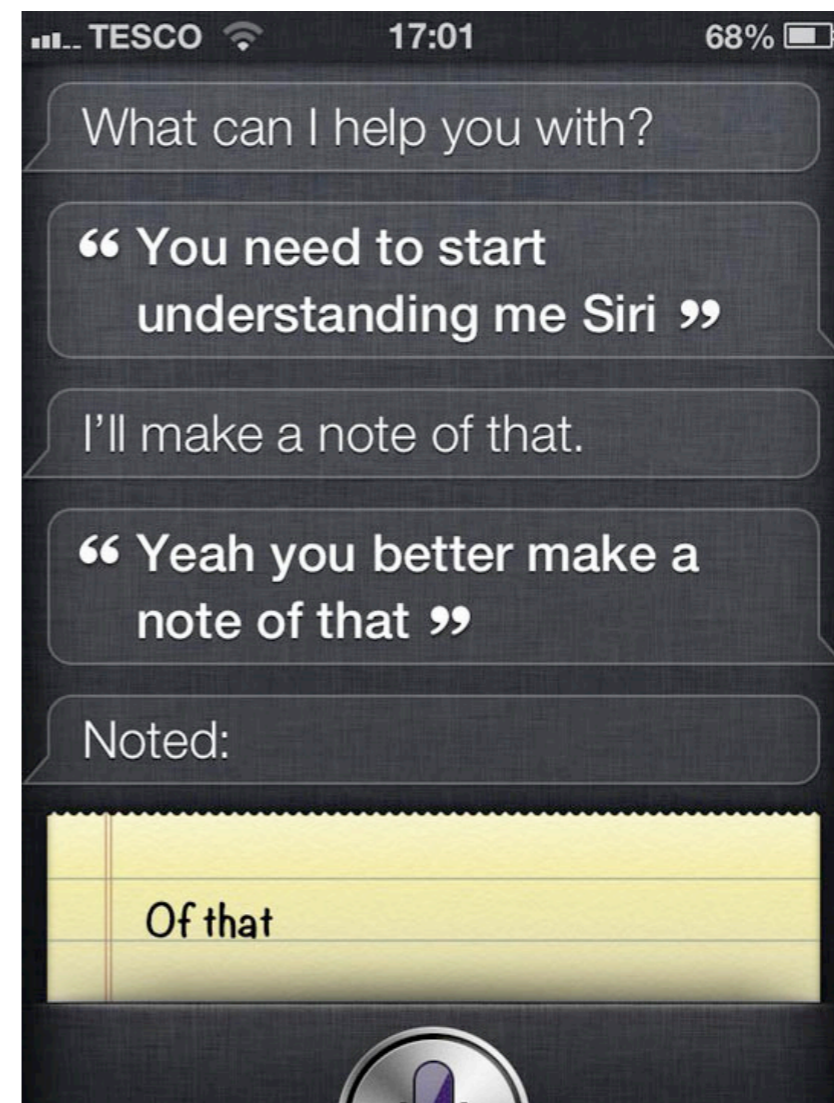 TESCO 17:01 68%
What can I help you with?
“ You need to start
understanding me Siri ”
I’ll make a note of that.
“ Yeah you better make a
note of that ”
Noted:
Of that